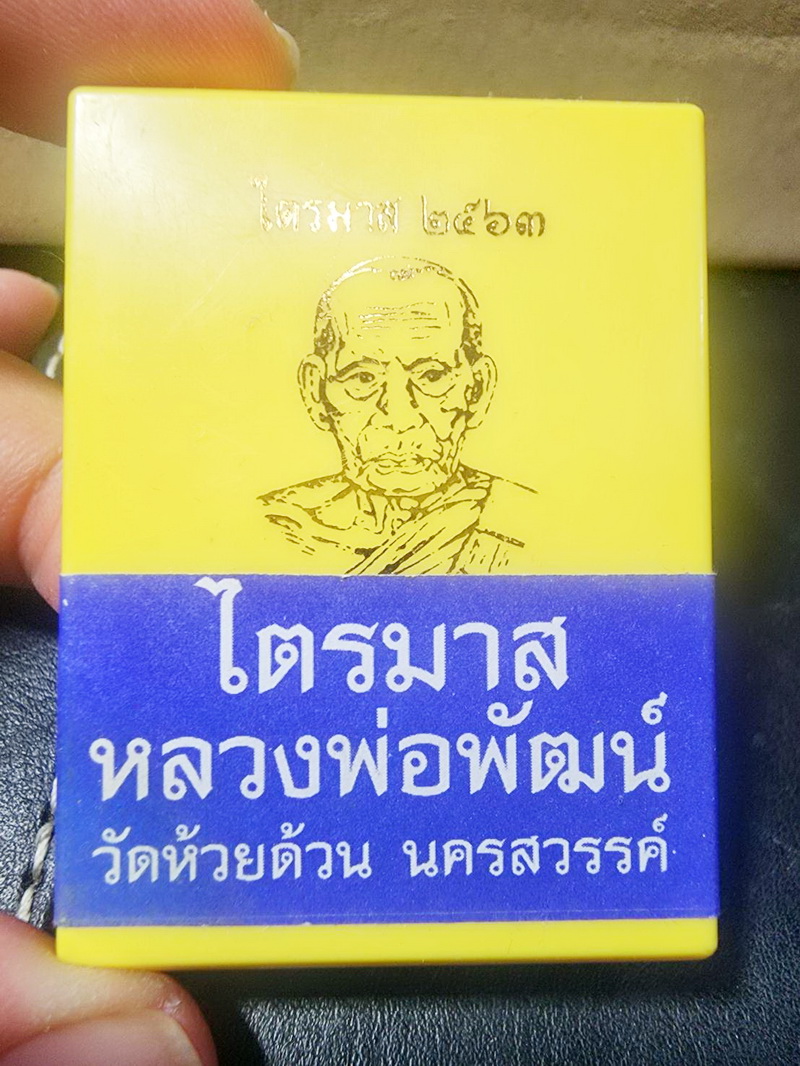 ไตรมาส ๒๕๖๓
ไตรมาส
หลวงพ่อพัฒน์
วัดห้วยด้วน นครสวรรค์